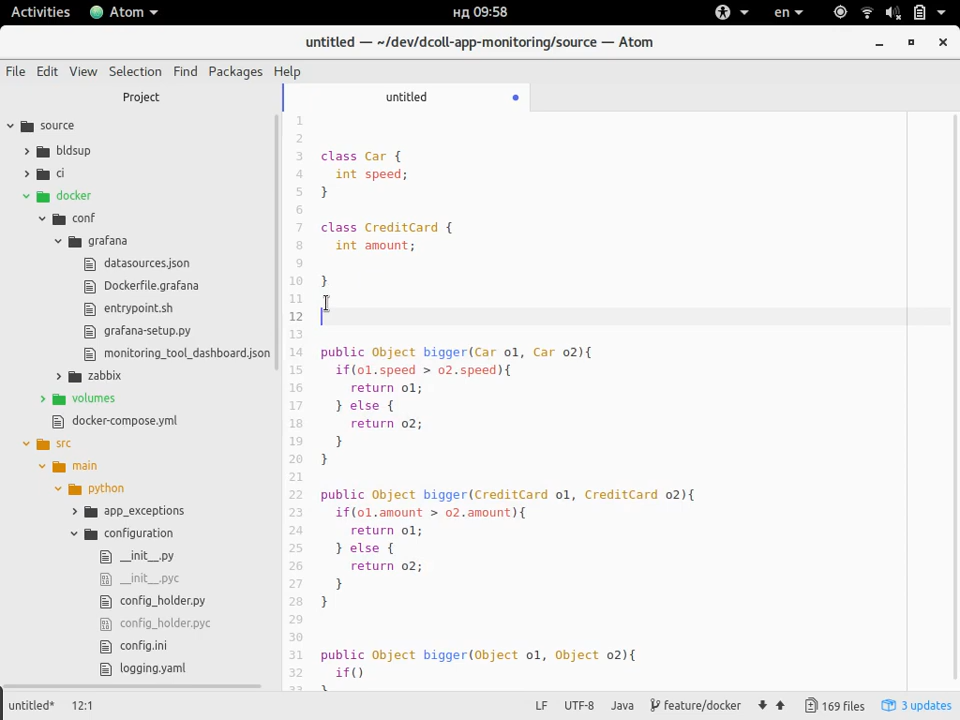 Activities Atom нд 09:58 en
untitled — ~/dev/dcoll-app-monitoring/source — Atom
File Edit View Selection Find Packages Help
Project
source
bldsup
ci
docker
conf
grafana
datasources.json
Dockerfile.grafana
entrypoint.sh
grafana-setup.py
monitoring_tool_dashboard.json
zabbix
volumes
docker-compose.yml
src
main
python
app_exceptions
configuration
__init__.py
__init__.pyc
config_holder.py
config_holder.pyc
config.ini
logging.yaml
untitled
1
2
3 class Car {
4 int speed;
5 }
6
7 class CreditCard {
8 int amount;
9
10 }
11
12
13
14 public Object bigger(Car o1, Car o2){
15 if(o1.speed > o2.speed){
16 return o1;
17 } else {
18 return o2;
19 }
20 }
21
22 public Object bigger(CreditCard o1, CreditCard o2){
23 if(o1.amount > o2.amount){
24 return o1;
25 } else {
26 return o2;
27 }
28 }
29
30
31 public Object bigger(Object o1, Object o2){
32 if()
33 }
untitled* 12:1 LF UTF-8 Java feature/docker 169 files 3 updates